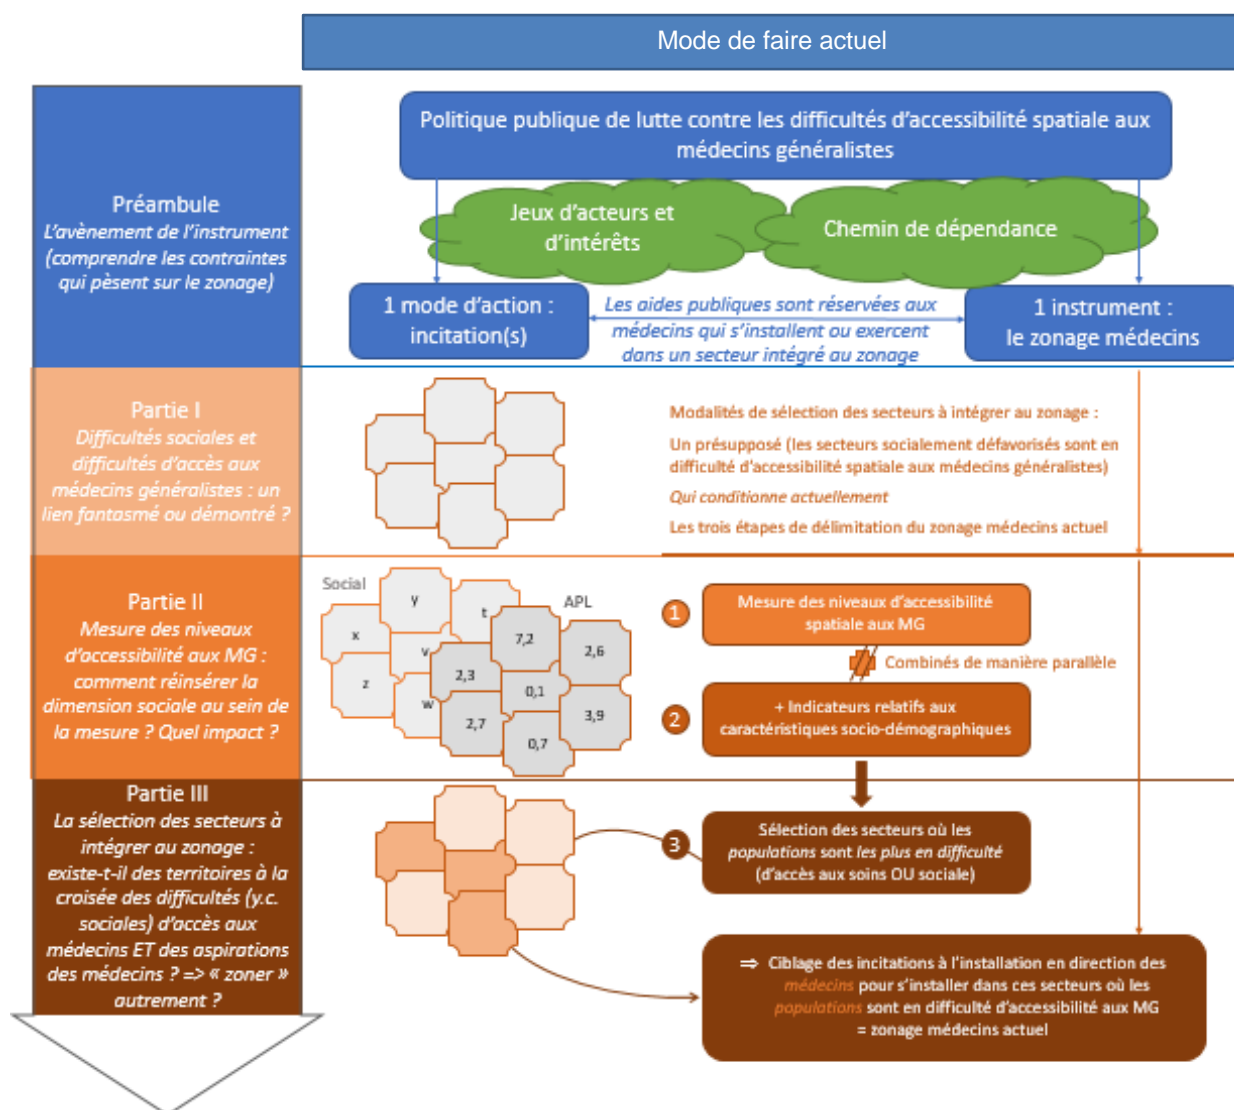 Mode de faire actuel
Préambule
L'avènement de l'instrument
(comprendre les contraintes
qui pèsent sur le zonage)
Politique publique de lutte contre les difficultés d'accessibilité spatiale aux
médecins généralistes
Jeux d'acteurs et
d'intérêts
Chemin de dépendance
1 mode d'action :
incitation(s)
Les aides publiques sont réservées aux
médecins qui s'installent ou exercent
dans un secteur intégré au zonage
1 instrument :
le zonage médecins
Partie I
Difficultés sociales et
difficultés d'accès aux
médecins généralistes : un
lien fantasmé ou démontré ?
Modalités de sélection des secteurs à intégrer au zonage :
Un présupposé (les secteurs socialement défavorisés sont en
difficulté d'accessibilité spatiale aux médecins généralistes)
Qui conditionne actuellement
Les trois étapes de délimitation du zonage médecins actuel
Partie II
Mesure des niveaux
d'accessibilité aux MG :
comment réinsérer la
dimension sociale au sein de
la mesure ? Quel impact ?
Social
y
t
x
v
z
w
APL
7,2
2,6
2,3
0,1
2,7
3,9
0,7
1
Mesure des niveaux d'accessibilité
spatiale aux MG
Combinés de manière parallèle
2
+ Indicateurs relatifs aux
caractéristiques socio-démographiques
Partie III
La sélection des secteurs à
intégrer au zonage :
existe-t-il des territoires à la
croisée des difficultés (y.c.
sociales) d'accès aux
médecins ET des aspirations
des médecins ? => « zoner »
autrement ?
3
Sélection des secteurs où les
populations sont les plus en difficulté
(d'accès aux soins OU sociale)
⇒ Ciblage des incitations à l'installation en direction des
médecins pour s'installer dans ces secteurs où les
populations sont en difficulté d'accessibilité aux MG
= zonage médecins actuel